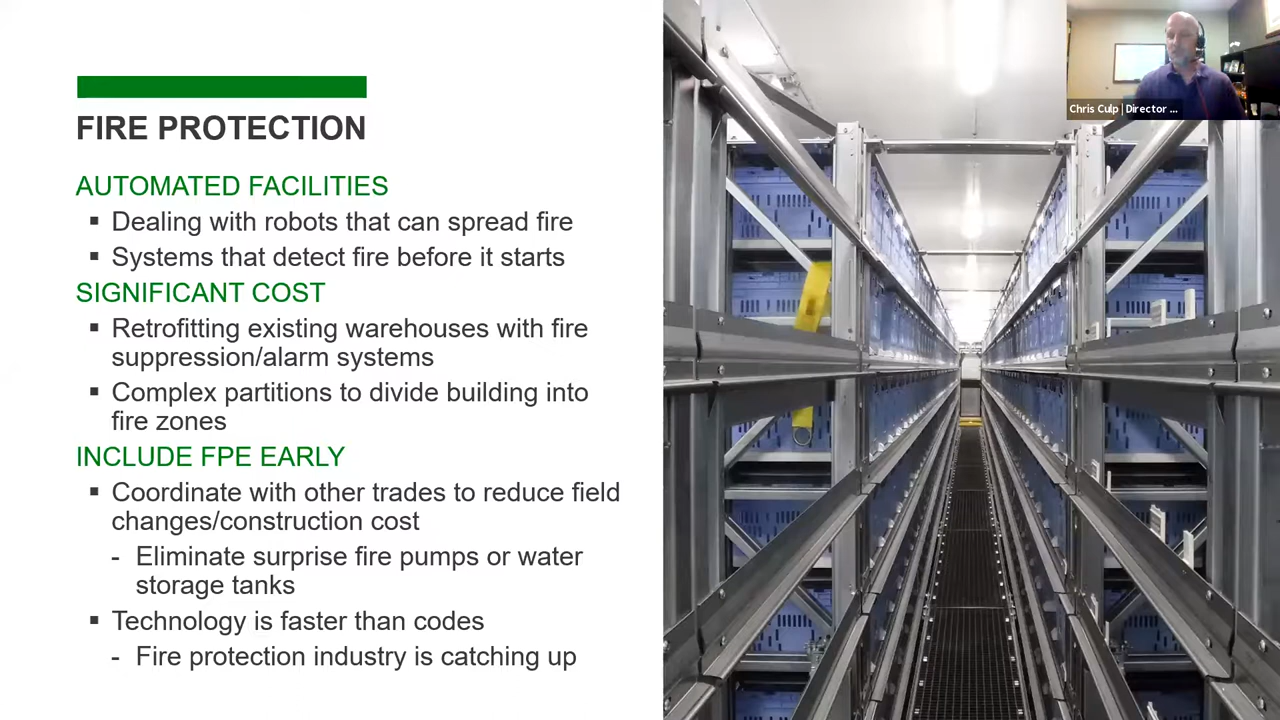 FIRE PROTECTION
AUTOMATED FACILITIES
▪ Dealing with robots that can spread fire
▪ Systems that detect fire before it starts
SIGNIFICANT COST
▪ Retrofitting existing warehouses with fire
suppression/alarm systems
▪ Complex partitions to divide building into
fire zones
INCLUDE FPE EARLY
▪ Coordinate with other trades to reduce field
changes/construction cost
- Eliminate surprise fire pumps or water
storage tanks
▪ Technology is faster than codes
- Fire protection industry is catching up
Chris Culp | Director ...